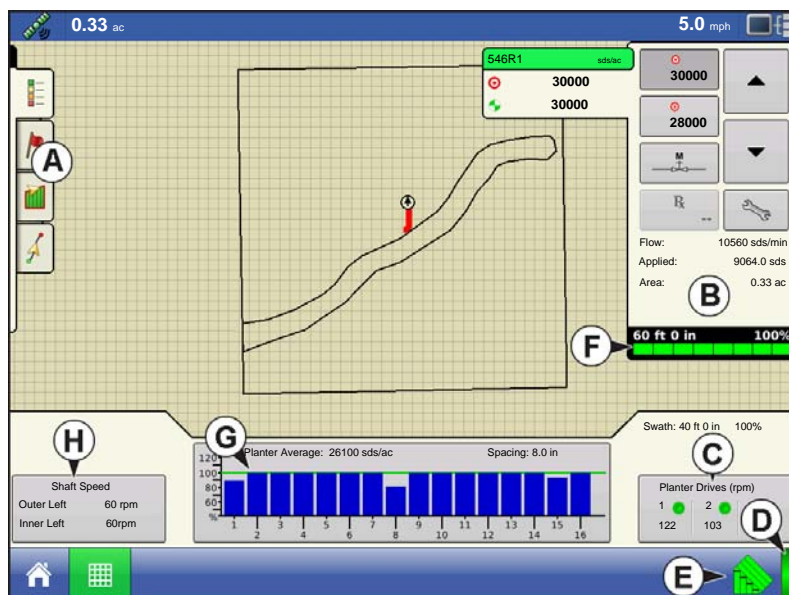 0.33 ac
5.0 mph
546R1 sds/ac
30000
30000
30000
28000
M
Rx
--
Flow: 10560 sds/min
Applied: 9064.0 sds
Area: 0.33 ac
A
B
60 ft 0 in 100%
F
Swath: 40 ft 0 in 100%
H
G
C
Planter Average: 26100 sds/ac Spacing: 8.0 in
120
100
80
60
%
1 2 3 4 5 6 7 8 9 10 11 12 13 14 15 16
Shaft Speed
Outer Left 60 rpm
Inner Left 60rpm
Planter Drives (rpm)
1 2
122 103
D
E